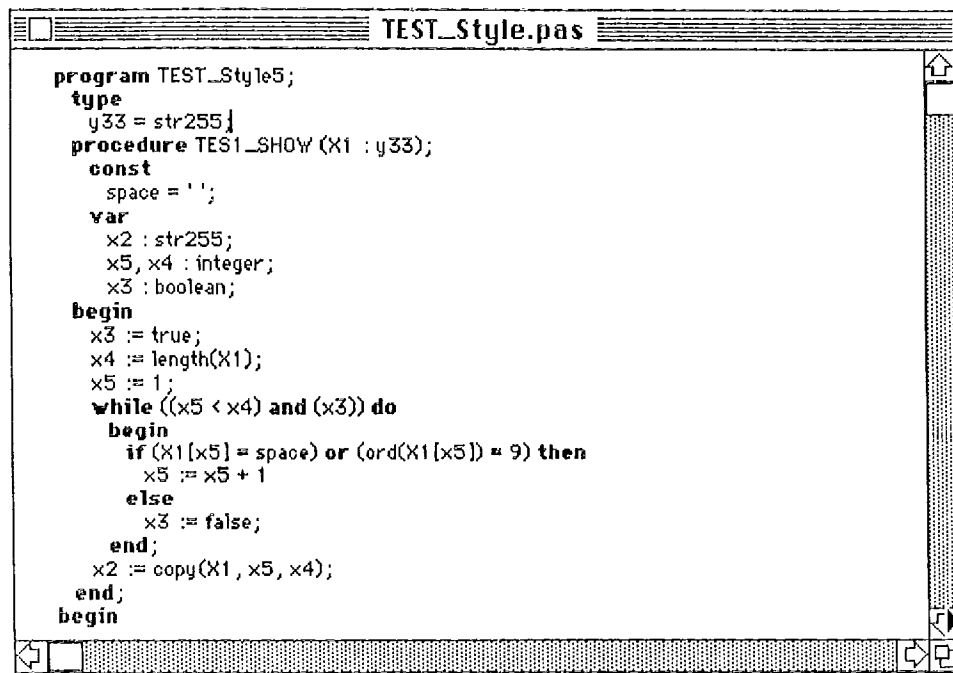 TEST_Style.pas
program TEST_Style5;
type
y33 = str255;
procedure TES1_SHOW (X1 : y33);
const
space = ' ';
var
x2 : str255;
x5, x4 : integer;
x3 : boolean;
begin
x3 := true;
x4 := length(X1);
x5 := 1;
while ((x5 < x4) and (x3)) do
begin
if (X1[x5] = space) or (ord(X1[x5]) = 9) then
x5 := x5 + 1
else
x3 := false;
end;
x2 := copy(X1, x5, x4);
end;
begin